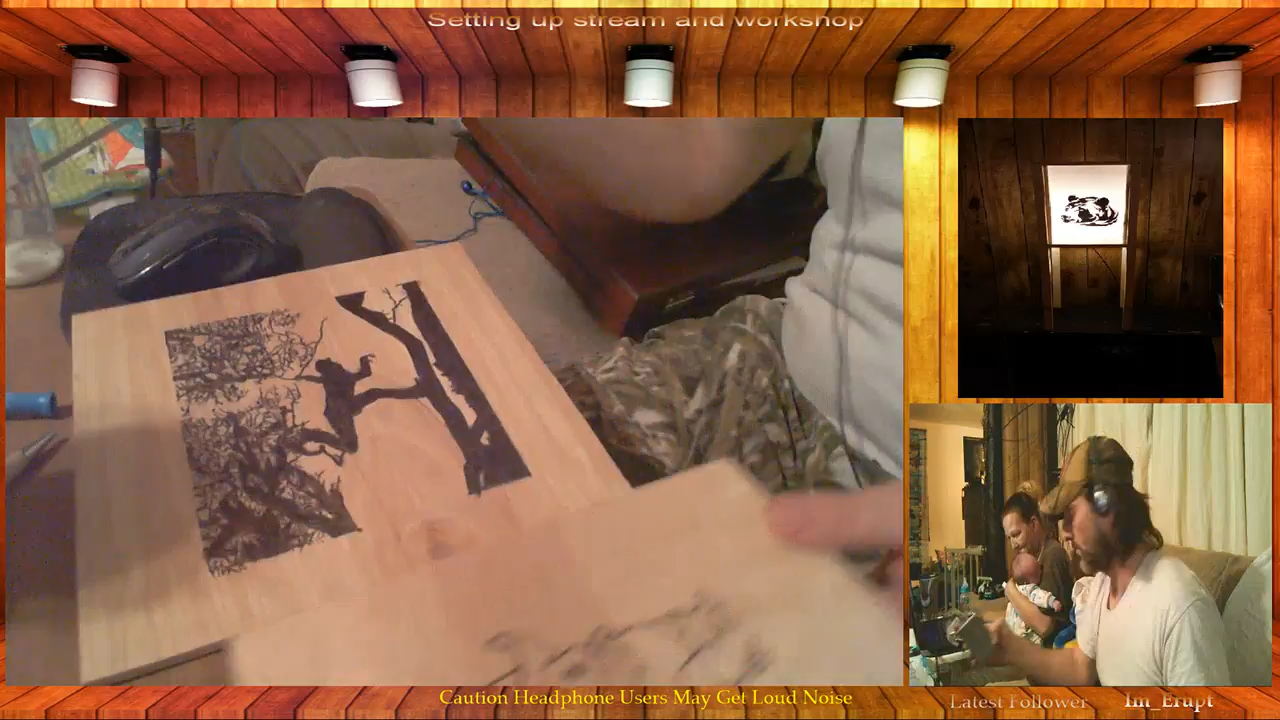 Setting up stream and workshop
Caution Headphone Users May Get Loud Noise
Latest Follower Im_Erupt